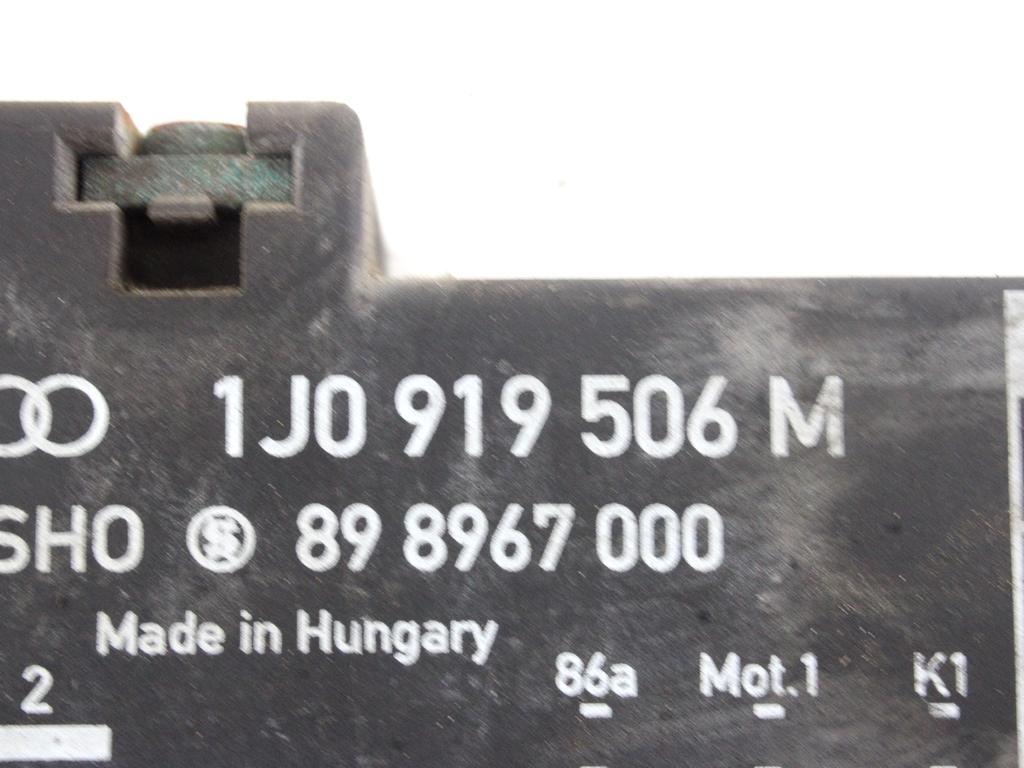 1J0 919 506 M
SHO 89 8967 000
Made in Hungary
2 86a Mot.1 K1